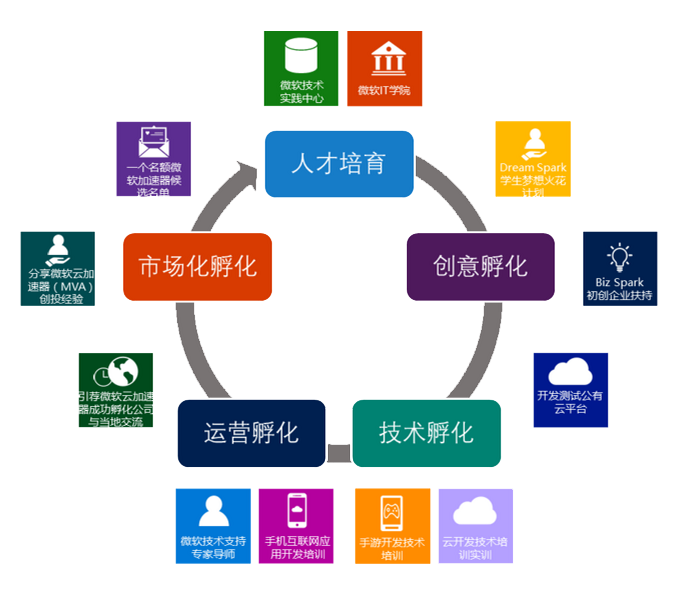 微软技术
实践中心
微软IT学院
人才培育
一个名额微
软加速器候
选名单
Dream Spark
学生梦想火花
计划
市场化孵化
创意孵化
分享微软云加
速器（MVA）
创投经验
Biz Spark
初创企业扶持
引荐微软云加速
器成功孵化公司
与当地交流
开发测试公有
云平台
运营孵化
技术孵化
微软技术支持
专家导师
手机互联网应
用开发培训
手游开发技术
培训
云开发技术培
训实训